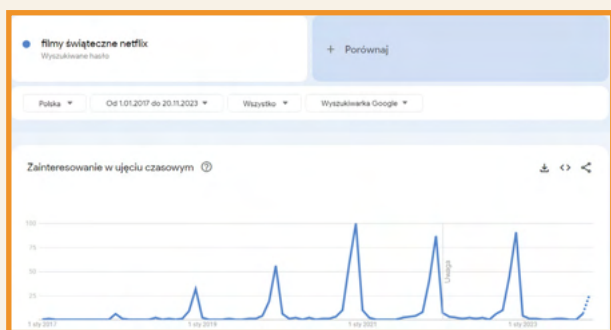 filmy świąteczne netflix
Wyszukiwane hasło
+ Porównaj
Polska
Od 1.01.2017 do 20.11.2023
Wszystko
Wyszukiwarka Google
Zainteresowanie w ujęciu czasowym
100
75
50
25
Uwaga
1 sty 2017
1 sty 2019
1 sty 2021
1 sty 2023